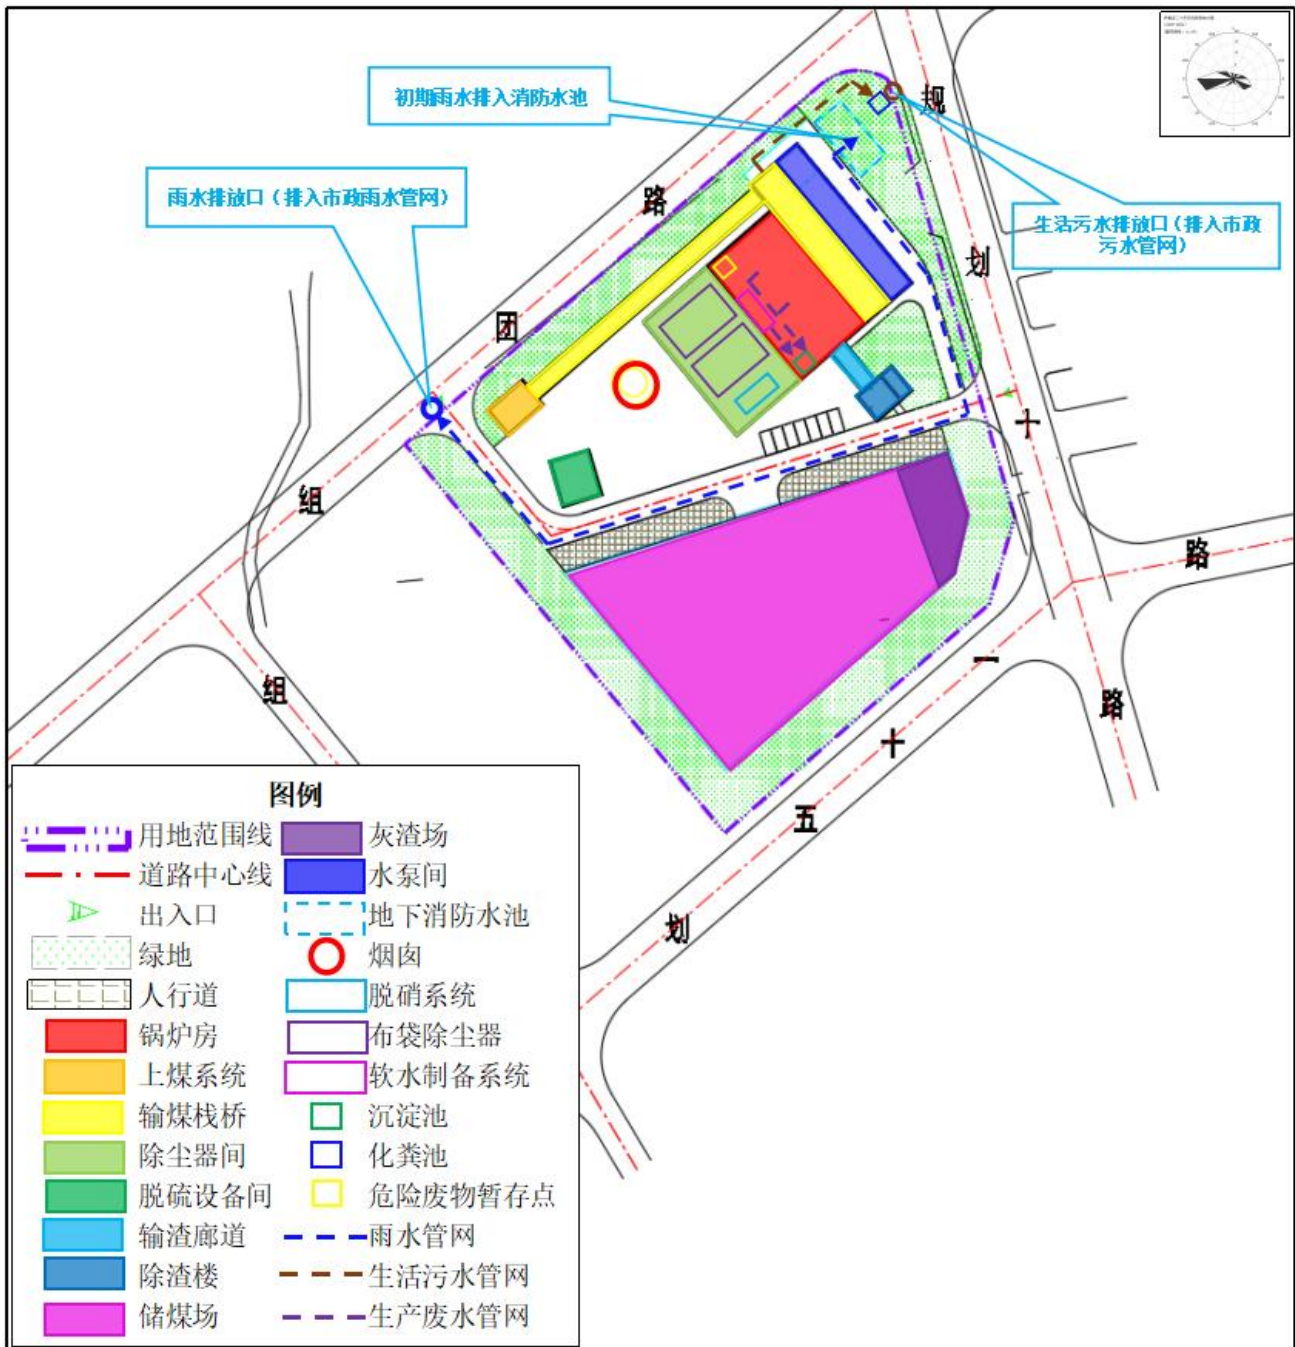 初期雨水排入消防水池
规
雨水排放口（排入市政雨水管网）
路
生活污水排放口（排入市政
污水管网）
划
团
十
组
路
一
组
路
十
五
划
图例
用地范围线
灰渣场
道路中心线
水泵间
出入口
地下消防水池
绿地
烟囱
人行道
脱硝系统
锅炉房
布袋除尘器
上煤系统
软水制备系统
输煤栈桥
沉淀池
除尘器间
化粪池
脱硫设备间
危险废物暂存点
输渣廊道
雨水管网
除渣楼
生活污水管网
储煤场
生产废水管网